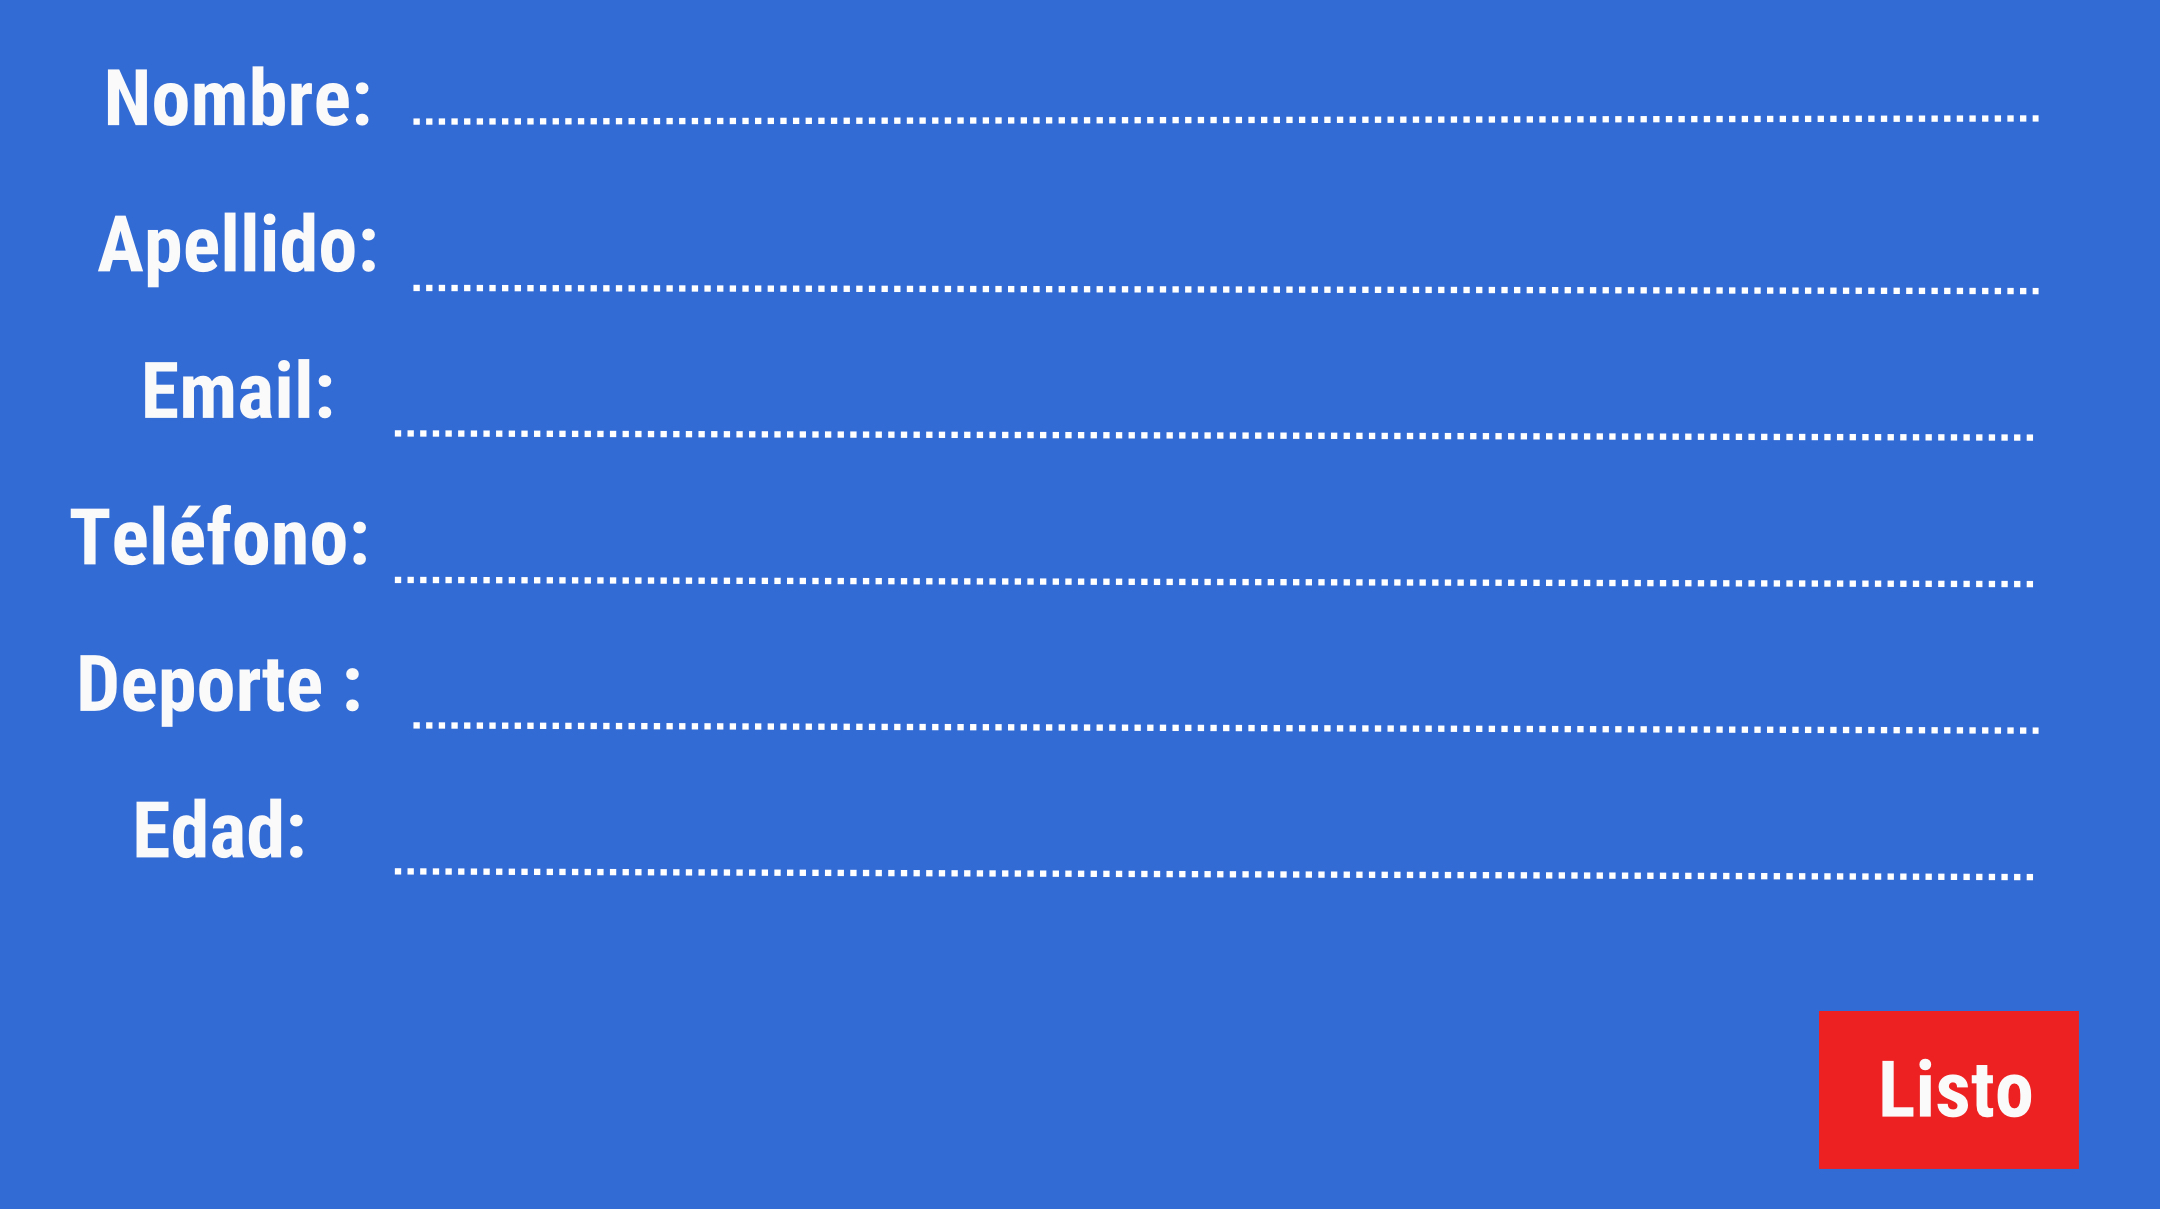 Nombre:
Apellido:
Email:
Teléfono:
Deporte :
Edad:
Listo